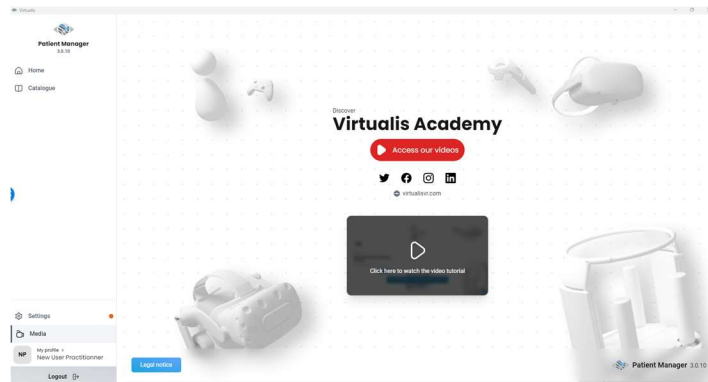 Virtualis
Patient Manager
3.0.10
Home
Catalogue
Settings
Media
My profile >
NP
New User Practitionner
Logout
Discover
Virtualis Academy
Access our videos
virtualisvr.com
Click here to watch the video tutorial
Legal notice
Patient Manager 3.0.10